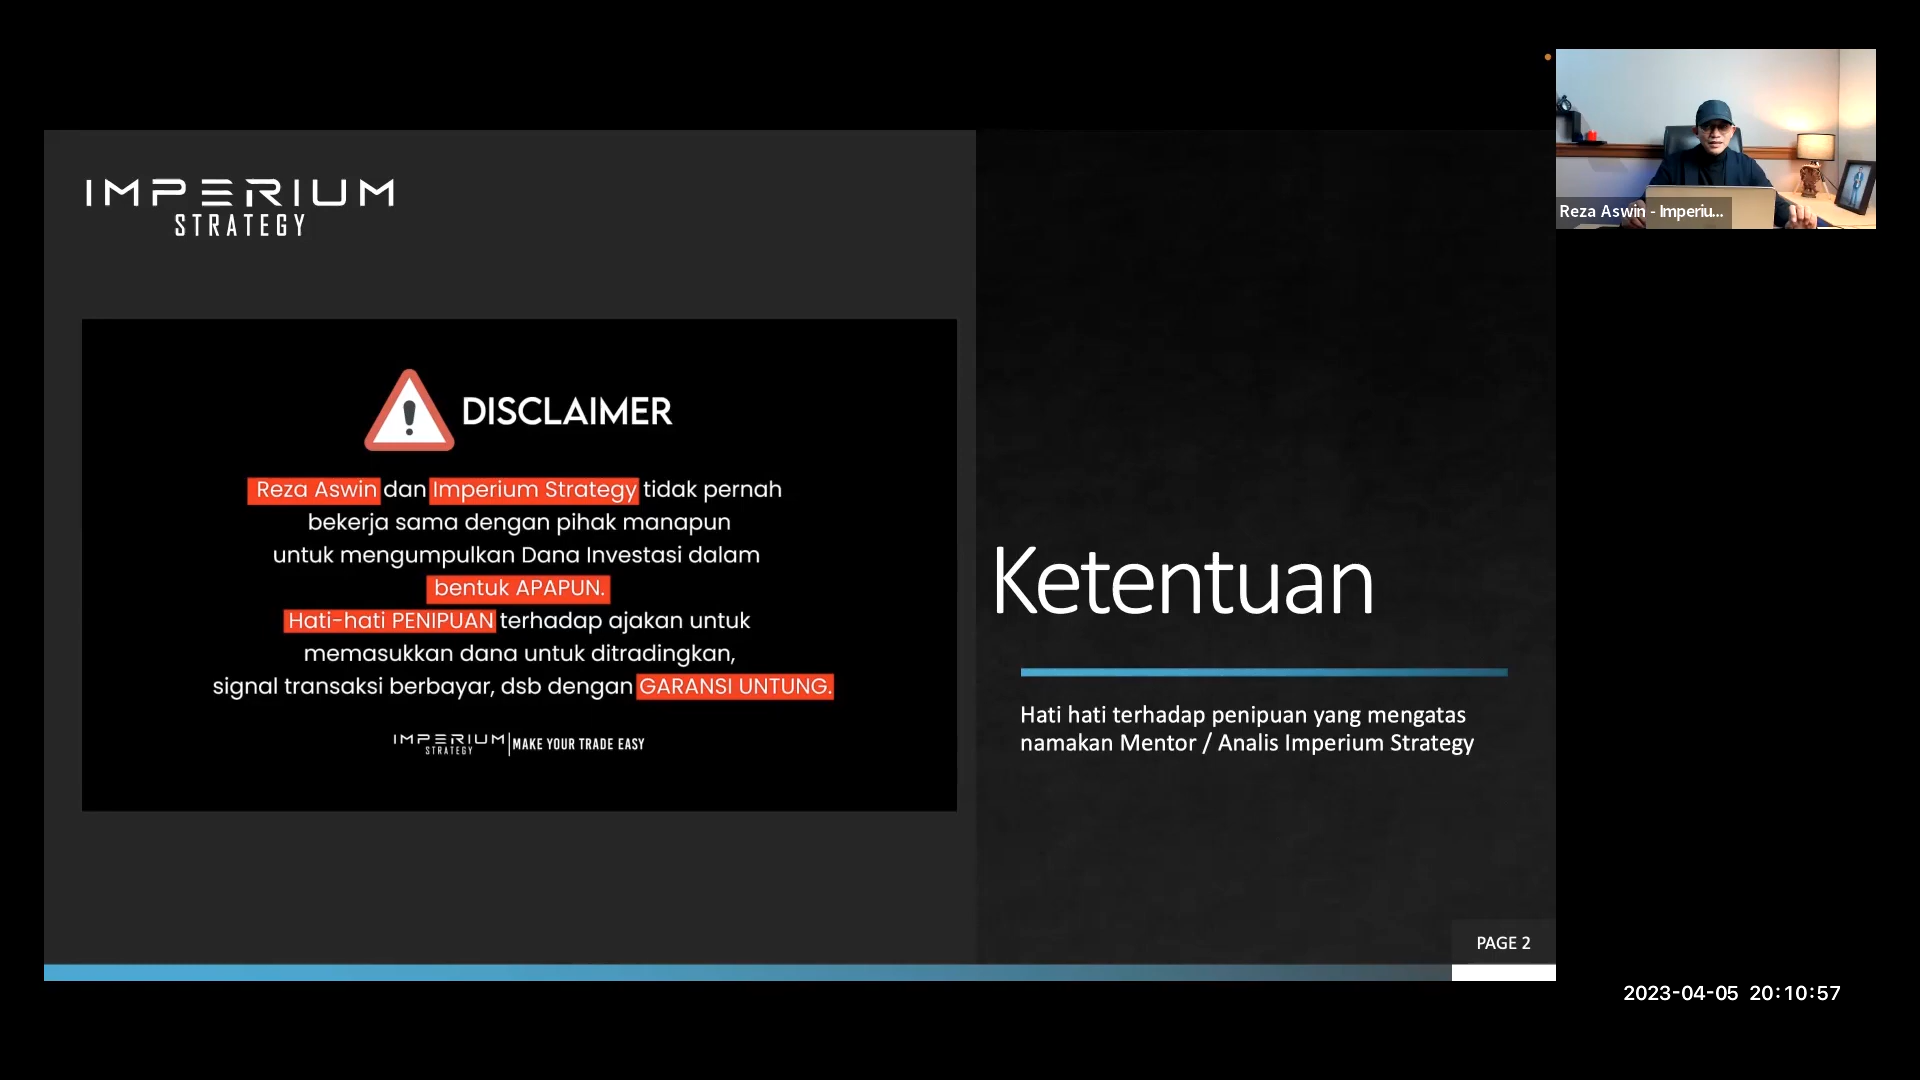 IMPERIUM
STRATEGY
DISCLAIMER
Reza Aswin dan Imperium Strategy tidak pernah
bekerja sama dengan pihak manapun
untuk mengumpulkan Dana Investasi dalam
bentuk APAPUN.
Hati-hati PENIPUAN terhadap ajakan untuk
memasukkan dana untuk ditradingkan,
signal transaksi berbayar, dsb dengan GARANSI UNTUNG.
IMPERIUM
STRATEGY
MAKE YOUR TRADE EASY
Ketentuan
Hati hati terhadap penipuan yang mengatas
namakan Mentor / Analis Imperium Strategy
PAGE 2
Reza Aswin - Imperiu...
2023-04-05 20:10:57